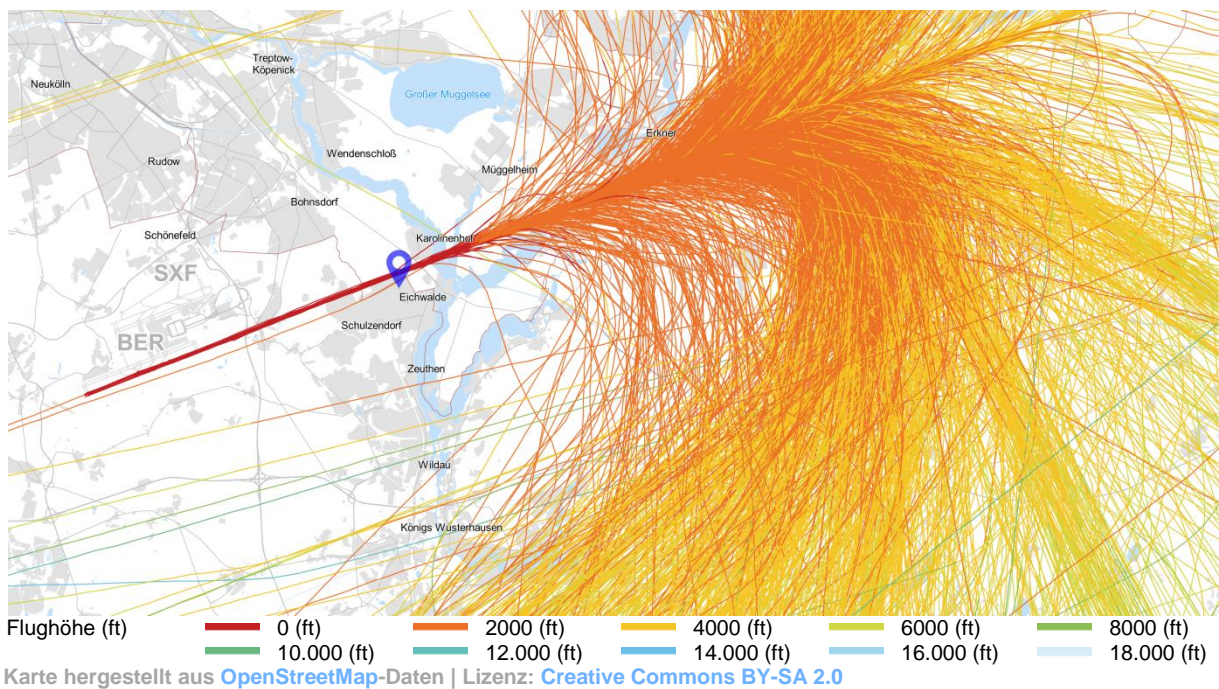 Treptow-
Köpenick
Neukölln
Großer Muggelsee
Erkner
Wendenschloß
Rudow
Müggelheim
Bohnsdorf
Schönefeld
Karolinenhof
SXF
Eichwalde
Schulzendorf
BER
Zeuthen
Wildau
Königs Wusterhausen
Flughöhe (ft) 0 (ft) 2000 (ft) 4000 (ft) 6000 (ft) 8000 (ft)
10.000 (ft) 12.000 (ft) 14.000 (ft) 16.000 (ft) 18.000 (ft)
Karte hergestellt aus OpenStreetMap-Daten | Lizenz: Creative Commons BY-SA 2.0